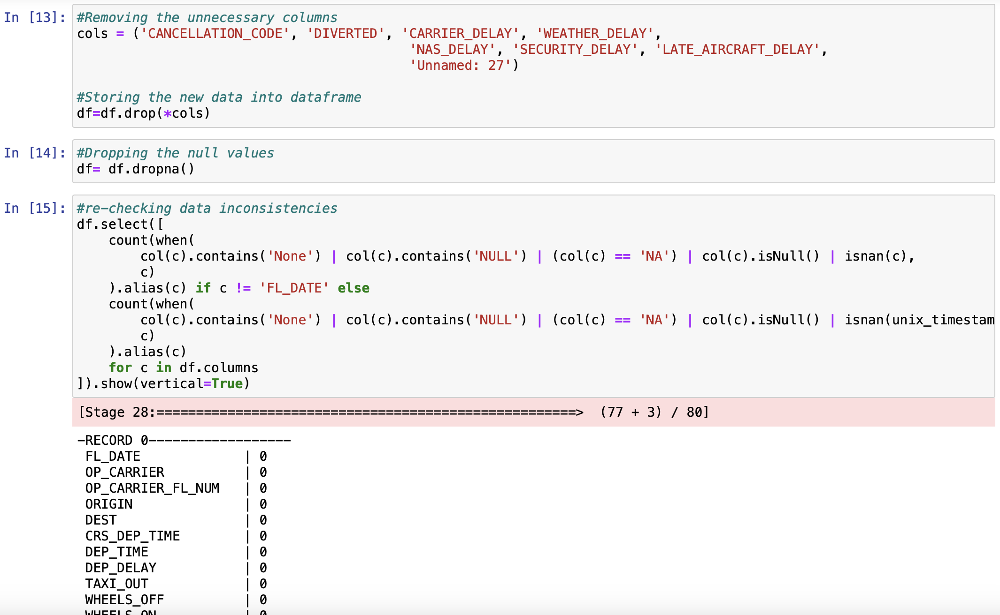 In [13]: #Removing the unnecessary columns
cols = ('CANCELLATION_CODE', 'DIVERTED', 'CARRIER_DELAY', 'WEATHER_DELAY',
'NAS_DELAY', 'SECURITY_DELAY', 'LATE_AIRCRAFT_DELAY',
'Unnamed: 27')
#Storing the new data into dataframe
df=df.drop(*cols)
In [14]: #Dropping the null values
df= df.dropna()
In [15]: #re-checking data inconsistencies
df.select([
count(when(
col(c).contains('None') | col(c).contains('NULL') | (col(c) == 'NA') | col(c).isNull() | isnan(c),
c)
).alias(c) if c != 'FL_DATE' else
count(when(
col(c).contains('None') | col(c).contains('NULL') | (col(c) == 'NA') | col(c).isNull() | isnan(unix_timestam
c)
).alias(c)
for c in df.columns
]).show(vertical=True)
[Stage 28:=====================================================> (77 + 3) / 80]
-RECORD 0------------------
FL_DATE | 0
OP_CARRIER | 0
OP_CARRIER_FL_NUM | 0
ORIGIN | 0
DEST | 0
CRS_DEP_TIME | 0
DEP_TIME | 0
DEP_DELAY | 0
TAXI_OUT | 0
WHEELS_OFF | 0
WHEELS_ON | 0